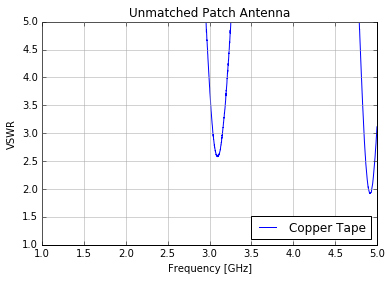 Unmatched Patch Antenna
5.0
4.5
4.0
3.5
3.0
2.5
2.0
1.5
1.0
VSWR
Copper Tape
1.0 1.5 2.0 2.5 3.0 3.5 4.0 4.5 5.0
Frequency [GHz]